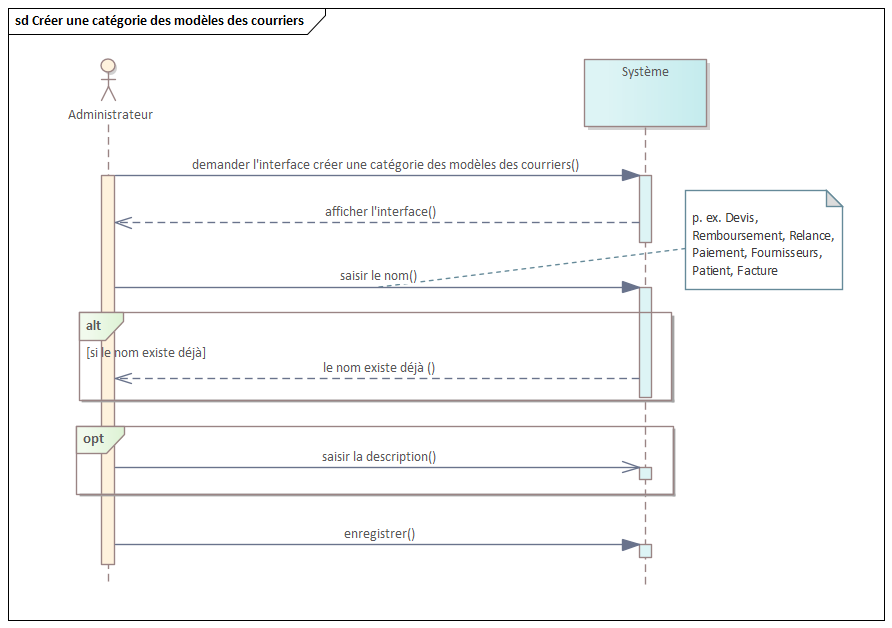 sd Créer une catégorie des modèles des courriers
Administrateur
Système
demander l'interface créer une catégorie des modèles des courriers()
afficher l'interface()
p. ex. Devis,
Remboursement, Relance,
Paiement, Fournisseurs,
Patient, Facture
saisir le nom()
alt
[si le nom existe déjà]
le nom existe déjà ()
opt
saisir la description()
enregistrer()